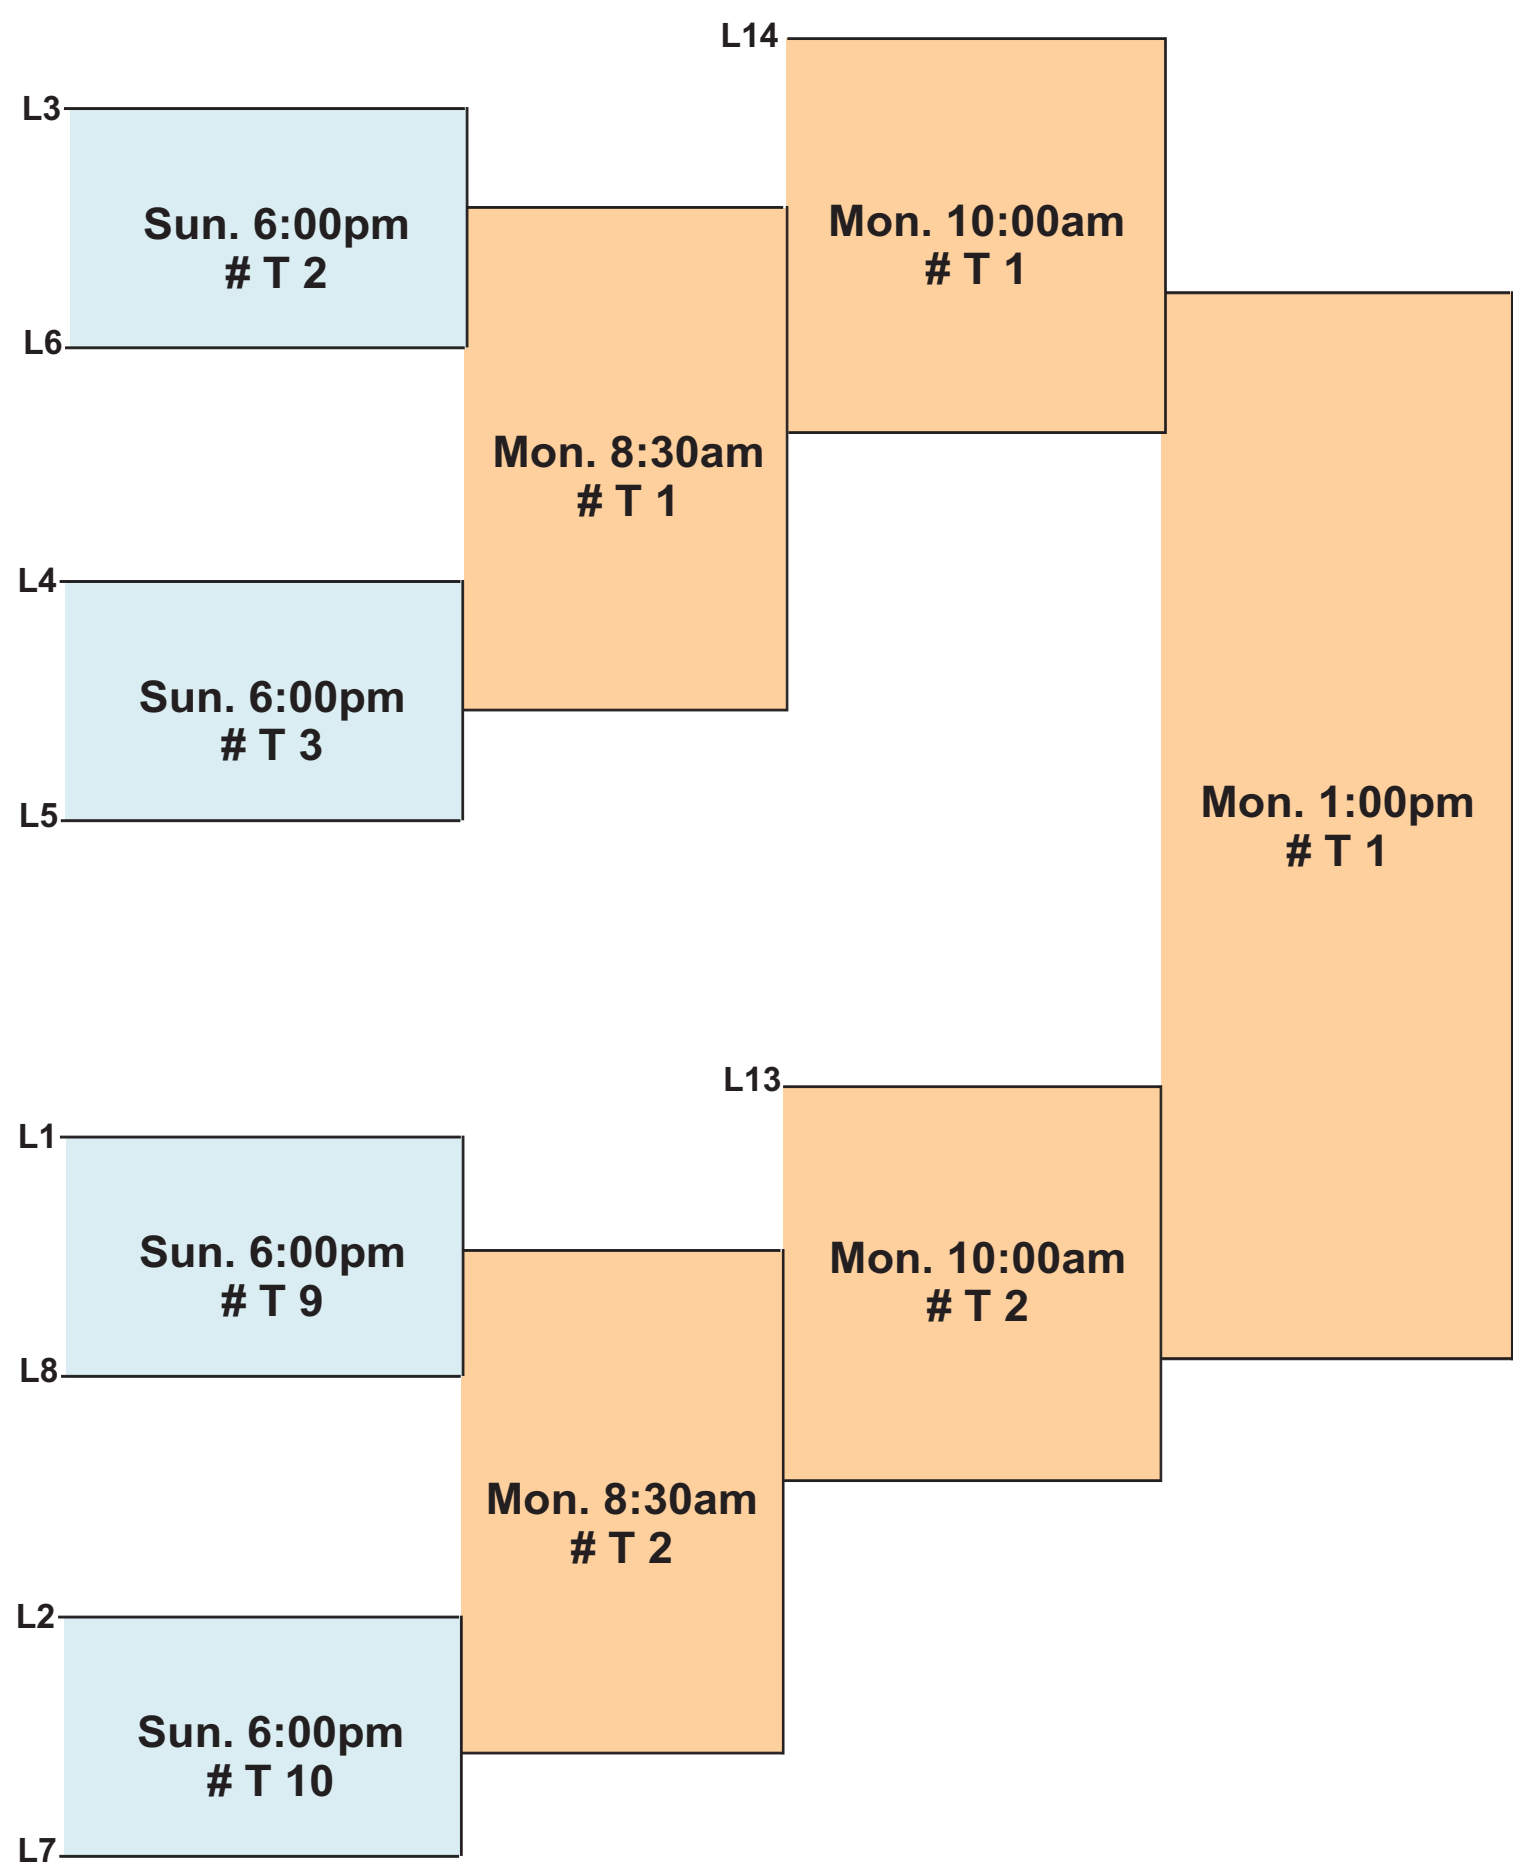 L14
L3
Sun. 6:00pm
# T 2
L6
Mon. 10:00am
# T 1
Mon. 8:30am
# T 1
L4
Sun. 6:00pm
# T 3
L5
Mon. 1:00pm
# T 1
L13
L1
Sun. 6:00pm
# T 9
L8
Mon. 10:00am
# T 2
Mon. 8:30am
# T 2
L2
Sun. 6:00pm
# T 10
L7